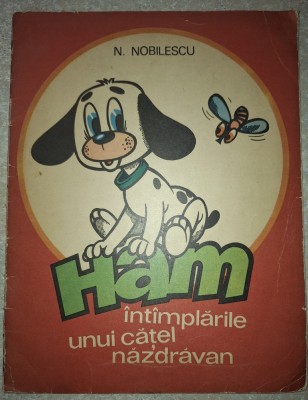 N. NOBILESCU
Ham
întîmplările
unui cățel
năzdrăvan